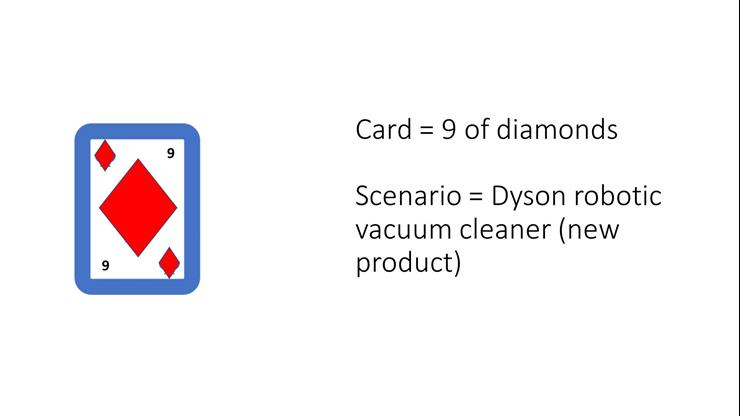 9
9
Card = 9 of diamonds
Scenario = Dyson robotic
vacuum cleaner (new
product)